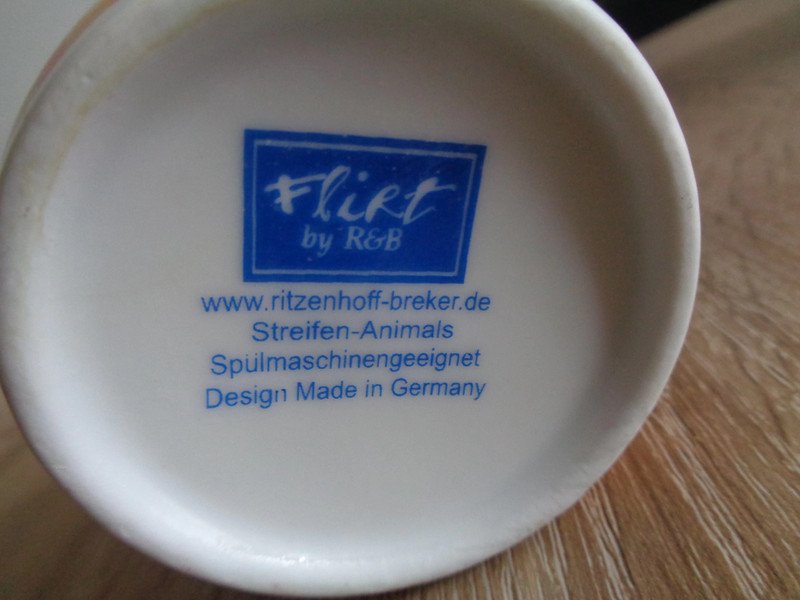 Flirt
by R&B
www.ritzenhoff-breker.de
Streifen-Animals
Spülmaschinengeeignet
Design Made in Germany